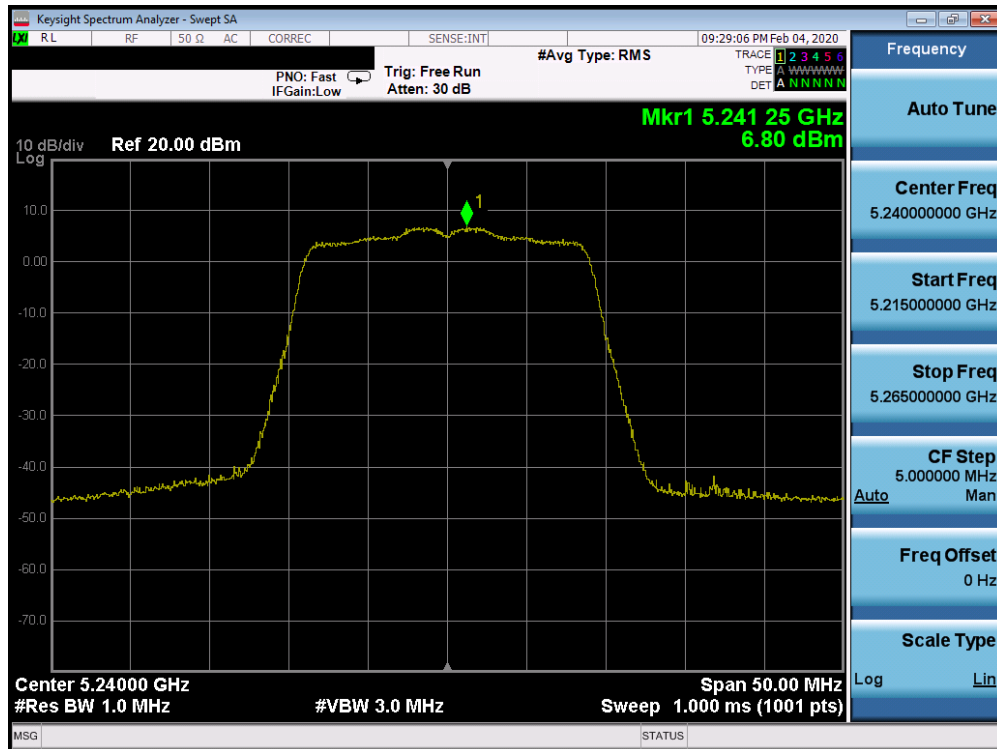 Keysight Spectrum Analyzer - Swept SA
LXI RL RF 50 Ω AC CORREC SENSE:INT 09:29:06 PM Feb 04, 2020
#Avg Type: RMS
TRACE 1 2 3 4 5 6
PNO: Fast Trig: Free Run TYPE A WWWWW
IFGain:Low Atten: 30 dB DET A N N N N N
Mkr1 5.241 25 GHz
6.80 dBm
10 dB/div Ref 20.00 dBm
Log
1
10.0
0.00
-10.0
-20.0
-30.0
-40.0
-50.0
-60.0
-70.0
Center 5.24000 GHz Span 50.00 MHz
#Res BW 1.0 MHz #VBW 3.0 MHz Sweep 1.000 ms (1001 pts)
MSG STATUS
Frequency
Auto Tune
Center Freq
5.240000000 GHz
Start Freq
5.215000000 GHz
Stop Freq
5.265000000 GHz
CF Step
5.000000 MHz
Auto Man
Freq Offset
0 Hz
Scale Type
Log Lin